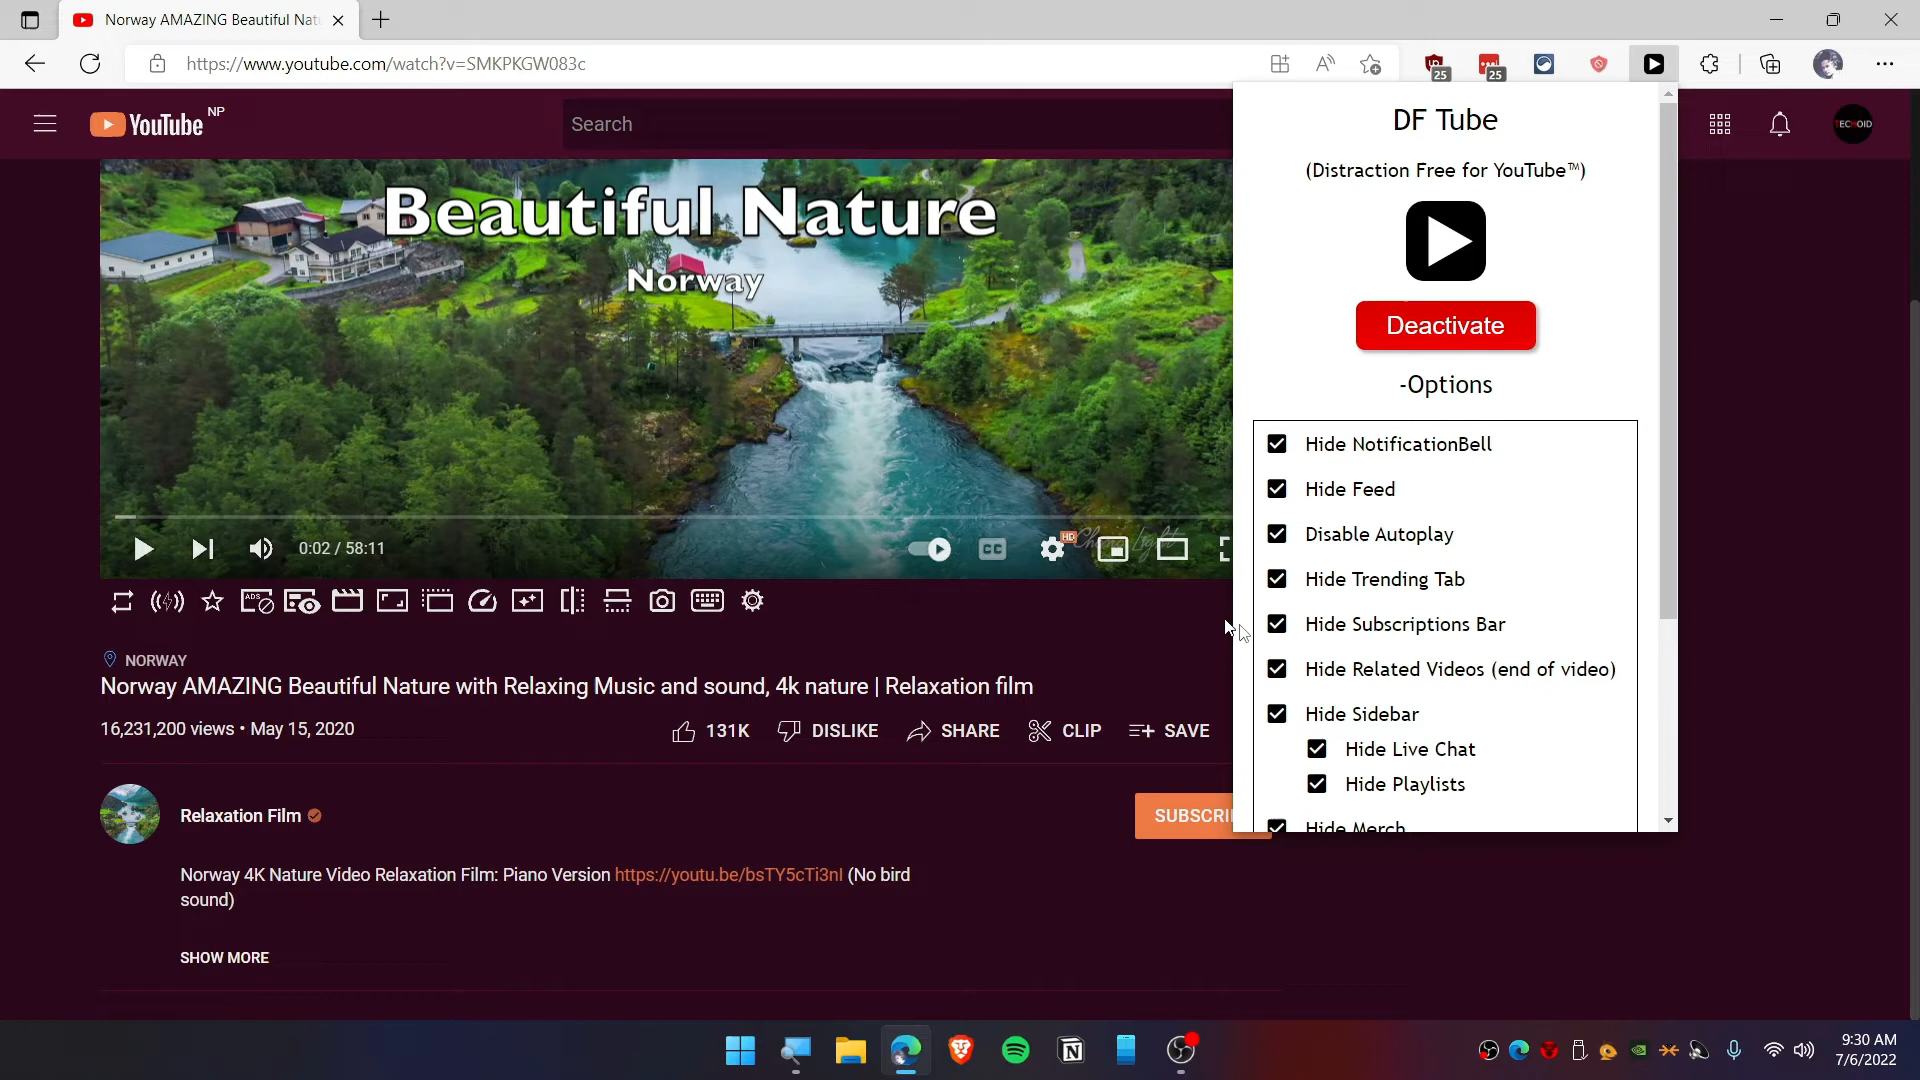 Norway AMAZING Beautiful Nat
https://www.youtube.com/watch?v=SMKPKGW083c
25
25
YouTube NP
Search
TECHOID
Beautiful Nature
Norway
0:02 / 58:11
CC
HD
ADS
NORWAY
Norway AMAZING Beautiful Nature with Relaxing Music and sound, 4k nature | Relaxation film
16,231,200 views • May 15, 2020
131K
DISLIKE
SHARE
CLIP
SAVE
Relaxation Film
SUBSCRI
Norway 4K Nature Video Relaxation Film: Piano Version https://youtu.be/bsTY5cTi3nI (No bird
sound)
SHOW MORE
DF Tube
(Distraction Free for YouTube™)
Deactivate
-Options
Hide NotificationBell
Hide Feed
Disable Autoplay
Hide Trending Tab
Hide Subscriptions Bar
Hide Related Videos (end of video)
Hide Sidebar
Hide Live Chat
Hide Playlists
Hide Merch
9:30 AM
7/6/2022